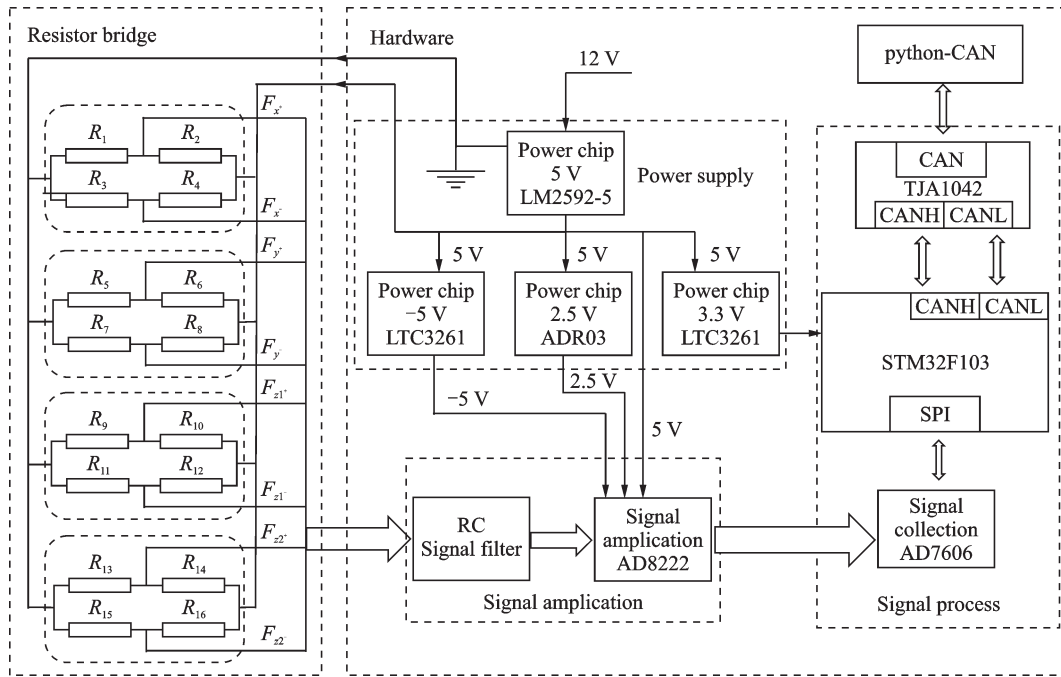 Resistor bridge
Fx+
R1
R2
R3
R4
Fx-
Fy+
R5
R6
R7
R8
Fy-
Fz1+
R9
R10
R11
R12
Fz1-
Fz2+
R13
R14
R15
R16
Fz2-
Hardware
12 V
Power chip
5 V
LM2592-5
Power supply
5 V
5 V
5 V
Power chip
−5 V
LTC3261
Power chip
2.5 V
ADR03
Power chip
3.3 V
LTC3261
−5 V
2.5 V
5 V
RC
Signal filter
Signal
amplication
AD8222
Signal amplication
python-CAN
CAN
TJA1042
CANH
CANL
CANH
CANL
STM32F103
SPI
Signal
collection
AD7606
Signal process